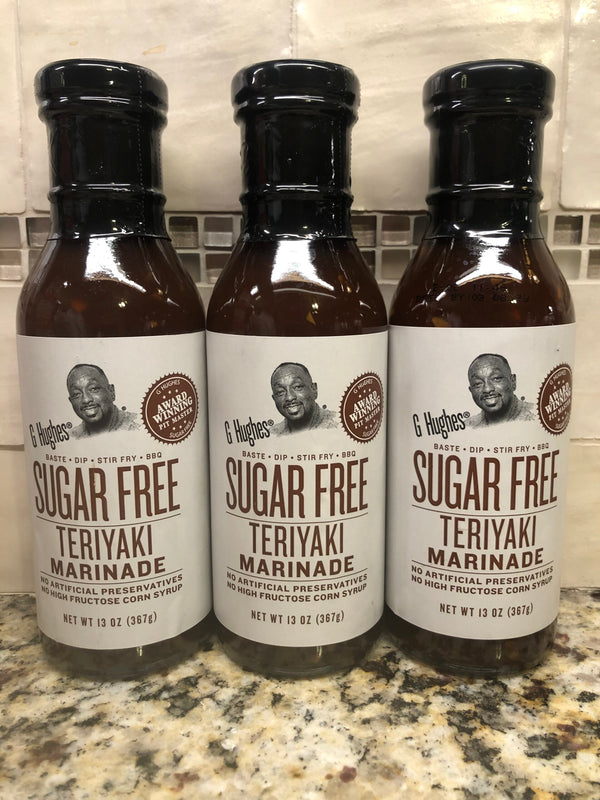 G Hughes®
G. HUGHES
AWARD
WINNING
PIT MASTER
SUGAR FREE
BASTE • DIP • STIR FRY • BBQ
SUGAR FREE
TERIYAKI
MARINADE
NO ARTIFICIAL PRESERVATIVES
NO HIGH FRUCTOSE CORN SYRUP
NET WT 13 OZ (367g)
G Hughes®
G. HUGHES
AWARD
WINNING
PIT MASTER
BASTE • DIP • STIR FRY • BBQ
SUGAR FREE
TERIYAKI
MARINADE
NO ARTIFICIAL PRESERVATIVES
NO HIGH FRUCTOSE CORN SYRUP
NET WT 13 OZ (367g)
G Hughes®
AWARD
WINNING
PIT MASTER
BASTE • DIP • STIR FRY • BBQ
SUGAR FREE
TERIYAKI
MARINADE
NO ARTIFICIAL PRESERVATIVES
NO HIGH FRUCTOSE CORN SYRUP
NET WT 13 OZ (367g)